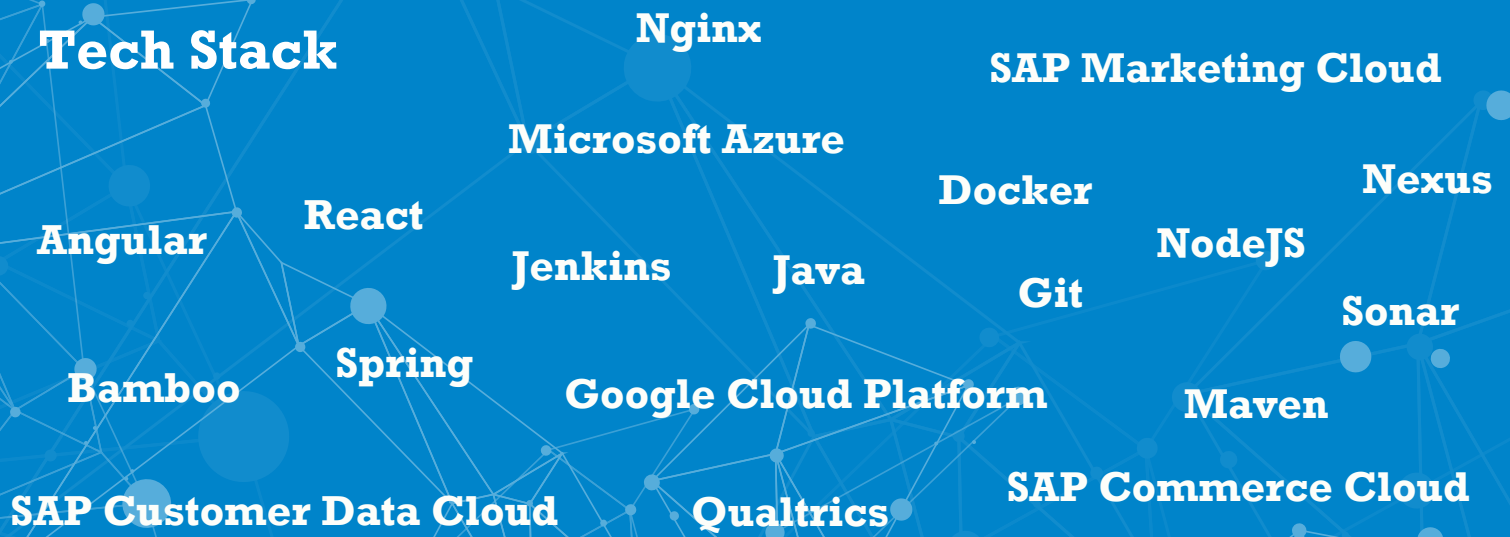 Tech Stack
Nginx
SAP Marketing Cloud
Microsoft Azure
Docker
Nexus
React
Angular
NodeJS
Jenkins
Java
Git
Sonar
Spring
Bamboo
Google Cloud Platform
Maven
SAP Commerce Cloud
SAP Customer Data Cloud
Qualtrics